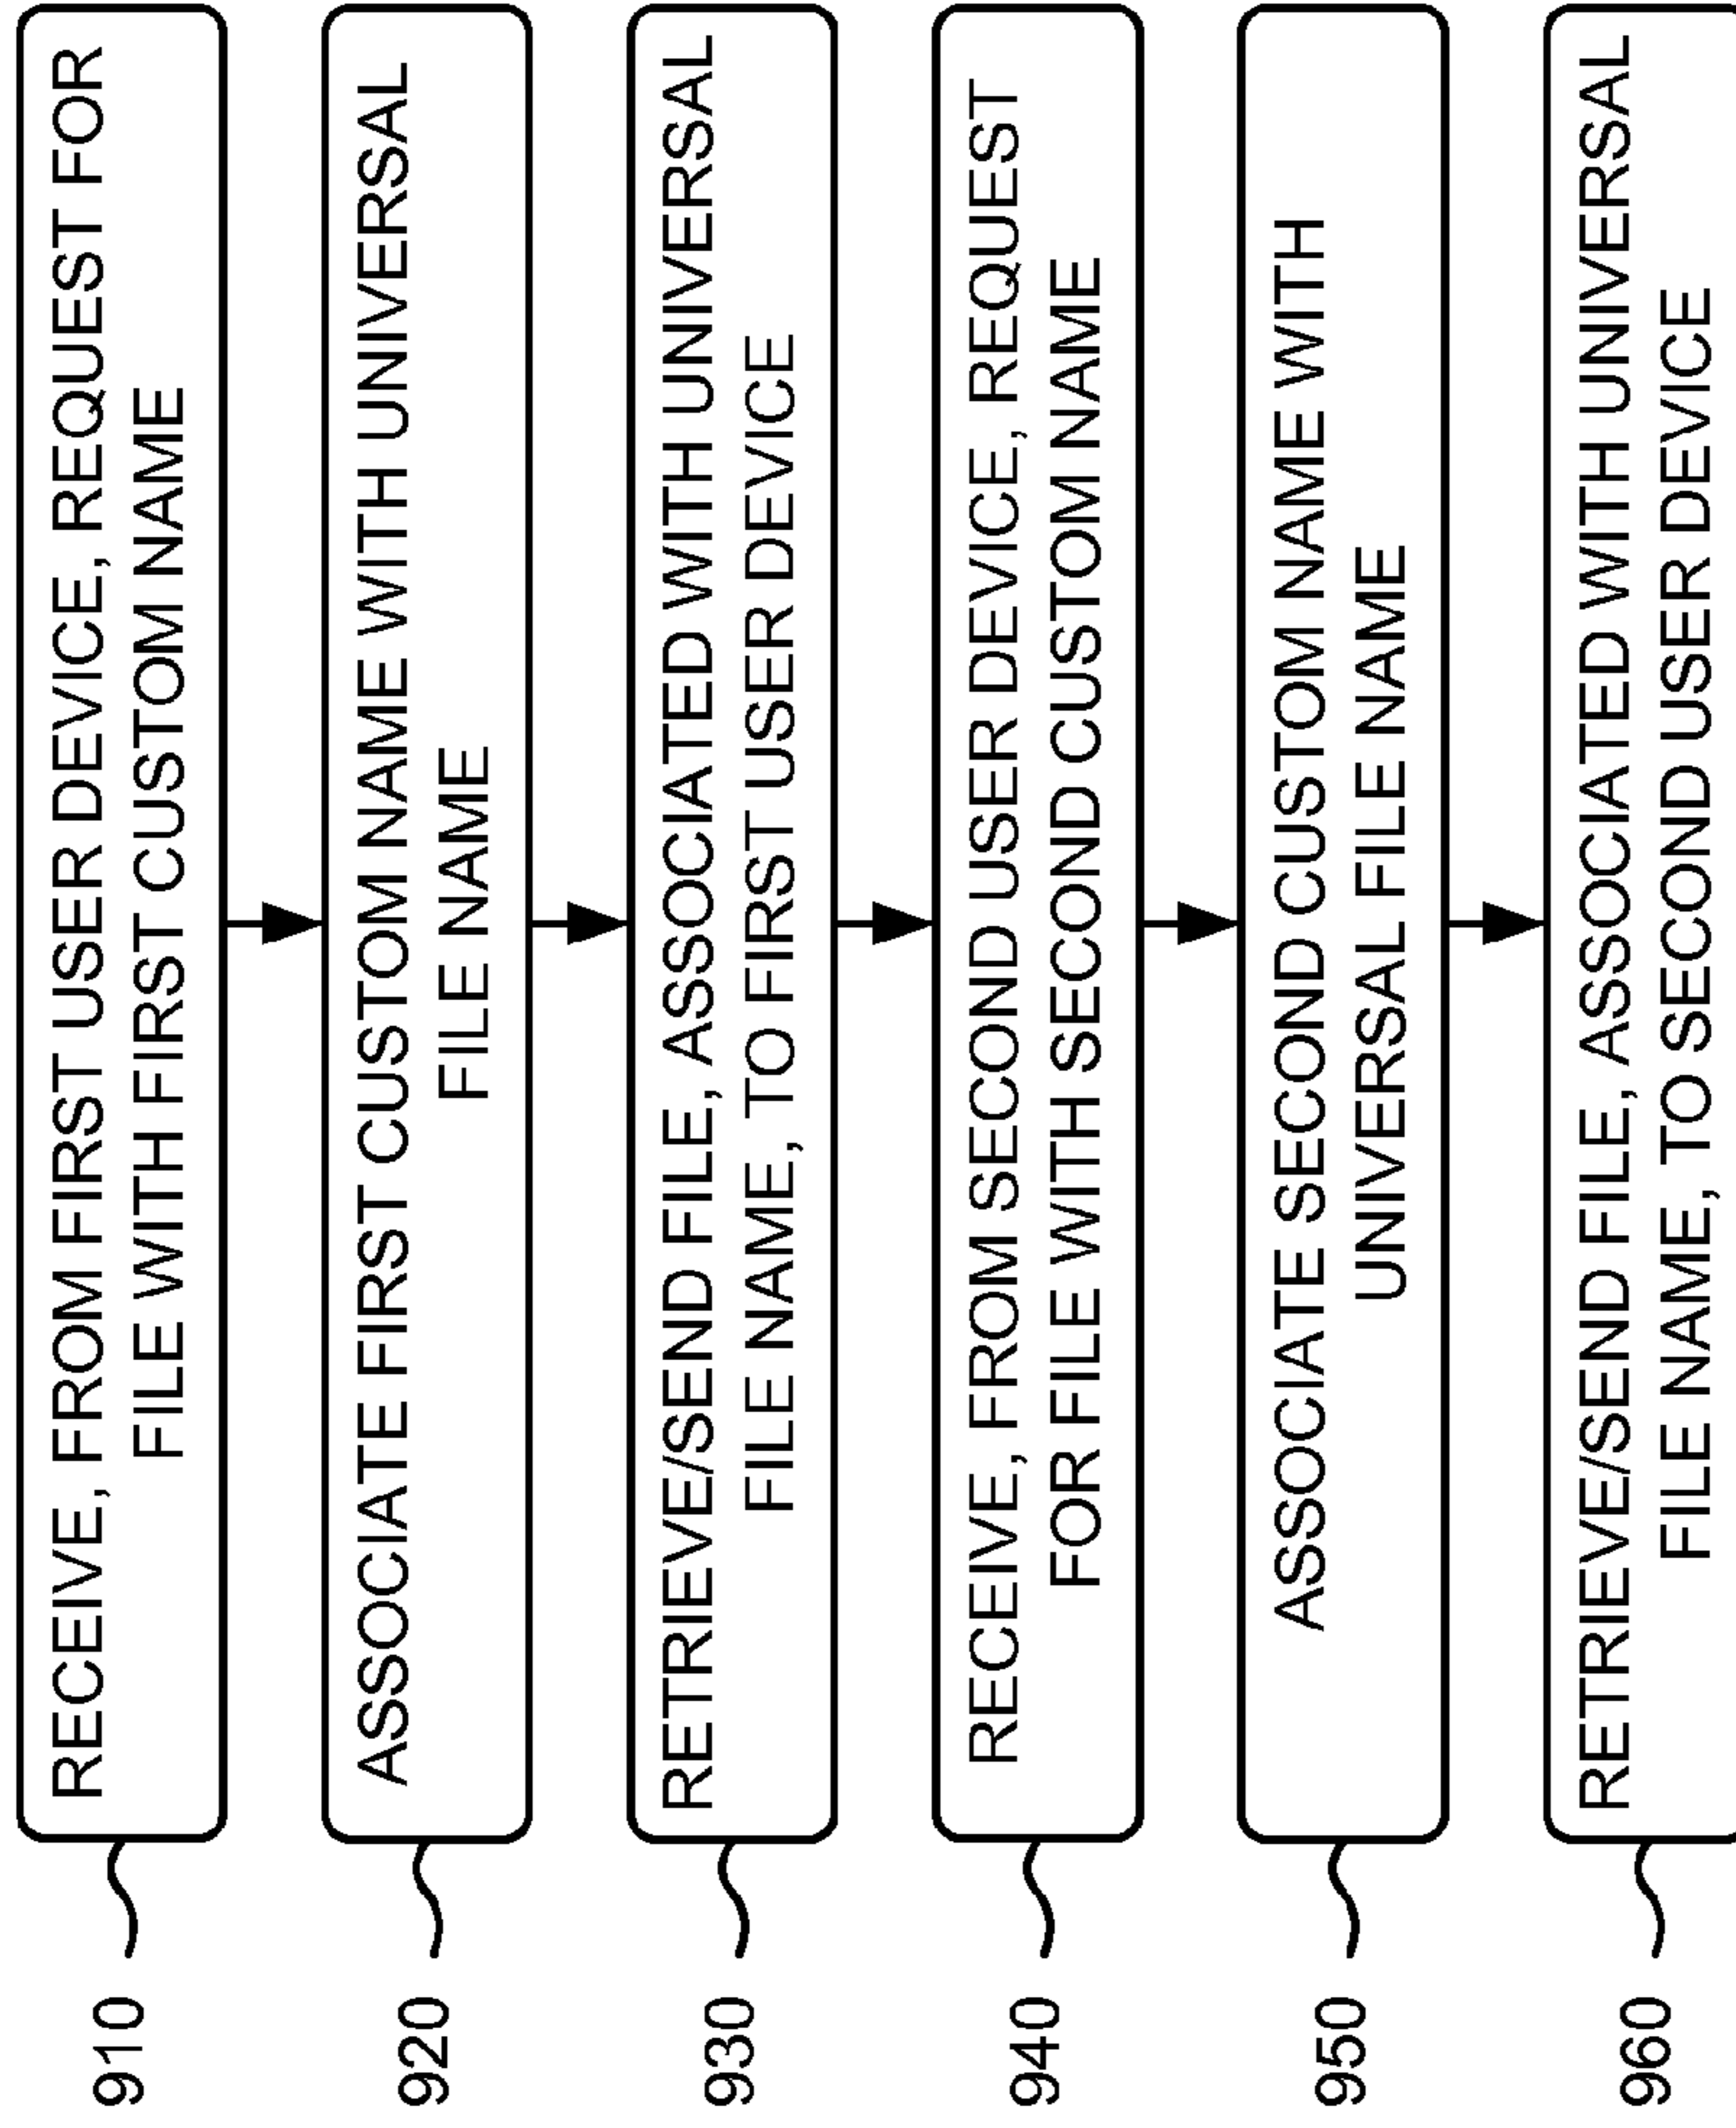 910
RECEIVE, FROM FIRST USER DEVICE, REQUEST FOR
FILE WITH FIRST CUSTOM NAME
920
ASSOCIATE FIRST CUSTOM NAME WITH UNIVERSAL
FILE NAME
930
RETRIEVE/SEND FILE, ASSOCIATED WITH UNIVERSAL
FILE NAME, TO FIRST USER DEVICE
940
RECEIVE, FROM SECOND USER DEVICE, REQUEST
FOR FILE WITH SECOND CUSTOM NAME
950
ASSOCIATE SECOND CUSTOM NAME WITH
UNIVERSAL FILE NAME
960
RETRIEVE/SEND FILE, ASSOCIATED WITH UNIVERSAL
FILE NAME, TO SECOND USER DEVICE